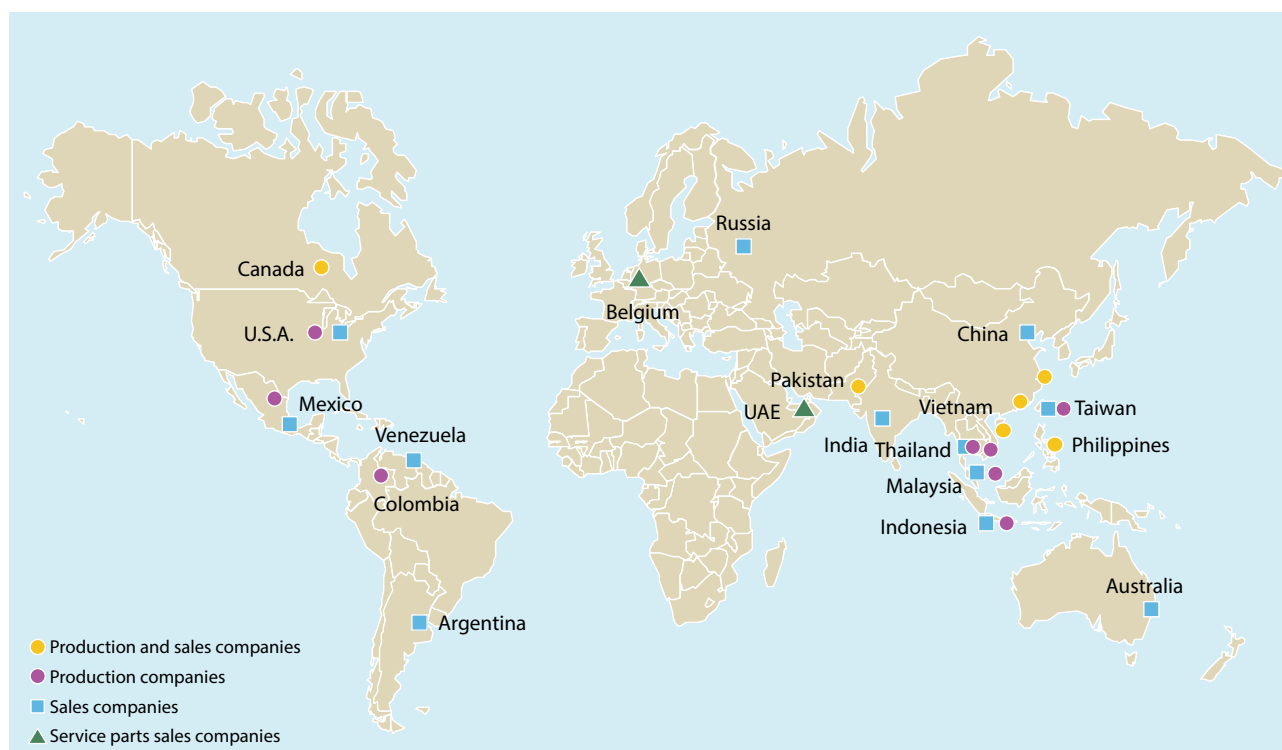 Russia
Canada
Belgium
U.S.A.
China
Pakistan
Mexico
UAE
Vietnam
Taiwan
Venezuela
India
Thailand
Philippines
Malaysia
Colombia
Indonesia
Australia
Argentina
Production and sales companies
Production companies
Sales companies
Service parts sales companies